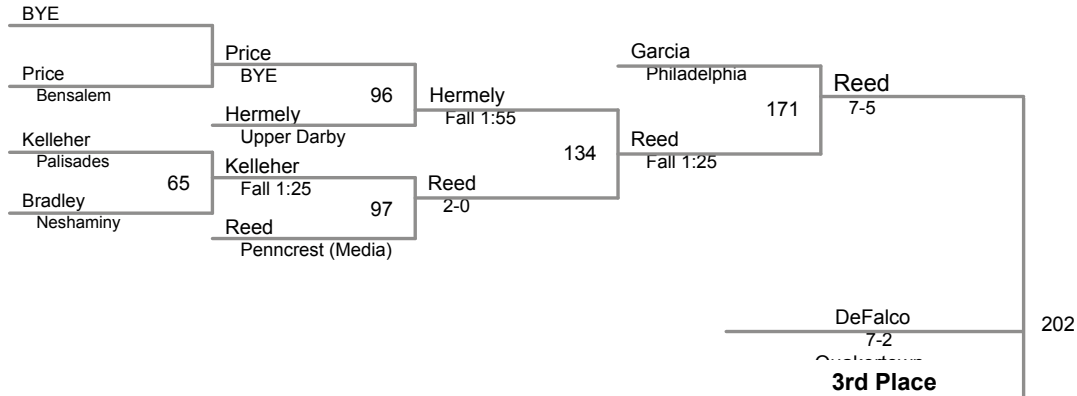 BYE
Price
Bensalem
Kelleher
Palisades
65
Bradley
Neshaminy
Price
BYE
96
Hermely
Upper Darby
Kelleher
Fall 1:25
97
Reed
Penncrest (Media)
Hermely
Fall 1:55
134
Reed
2-0
Garcia
Philadelphia
171
Reed
Fall 1:25
Reed
7-5
DeFalco
7-2
202
3rd Place